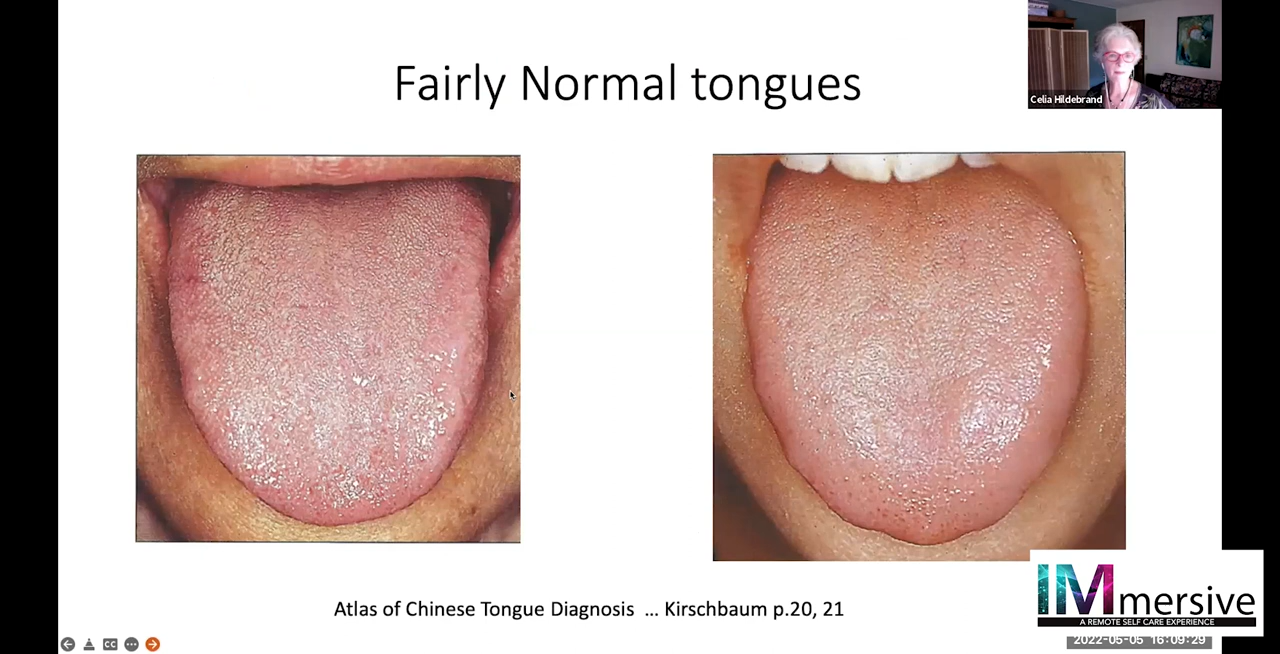 Fairly Normal tongues
Celia Hildebrand
Atlas of Chinese Tongue Diagnosis ... Kirschbaum p.20, 21
IMmersive
A REMOTE SELF CARE EXPERIENCE
CC
2022-05-05 16:09:29